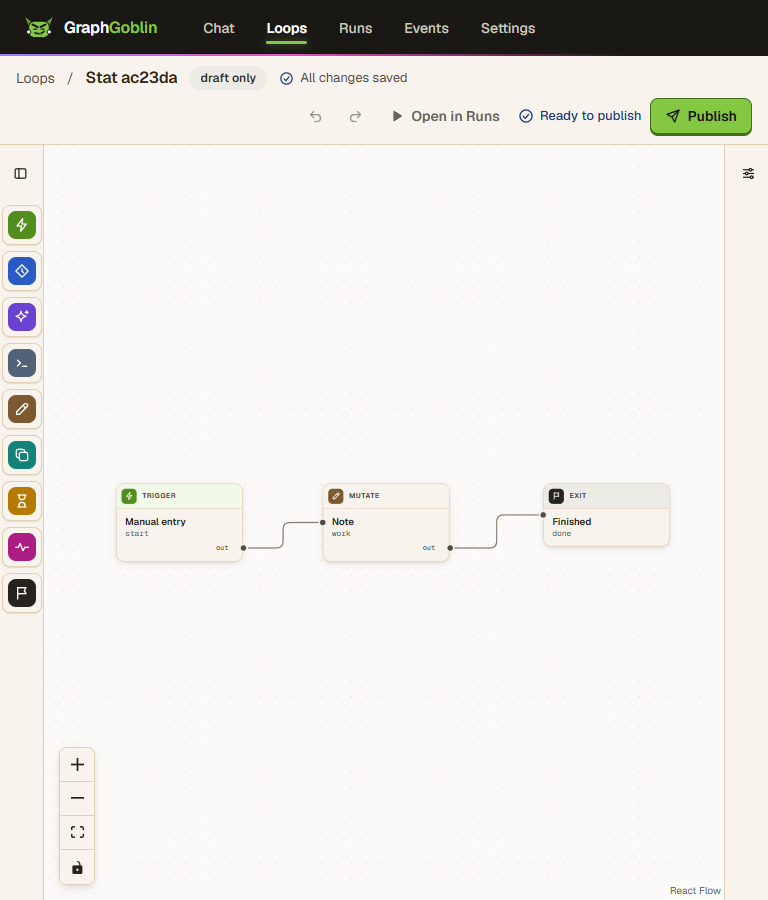 GraphGoblin
Chat
Loops
Runs
Events
Settings
Loops / Stat ac23da
draft only
All changes saved
Open in Runs
Ready to publish
Publish
TRIGGER
Manual entry
start
out
MUTATE
Note
work
out
EXIT
Finished
done
React Flow